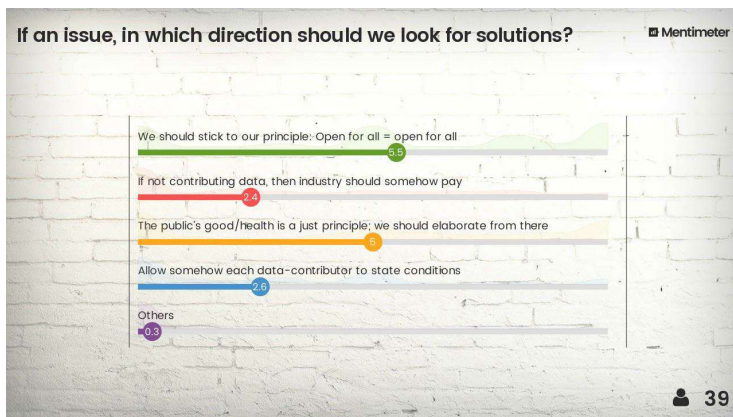 If an issue, in which direction should we look for solutions?
Mentimeter
We should stick to our principle: Open for all = open for all
5.5
If not contributing data, then industry should somehow pay
2.4
The public's good/health is a just principle; we should elaborate from there
5
Allow somehow each data-contributor to state conditions
2.6
Others
0.3
39